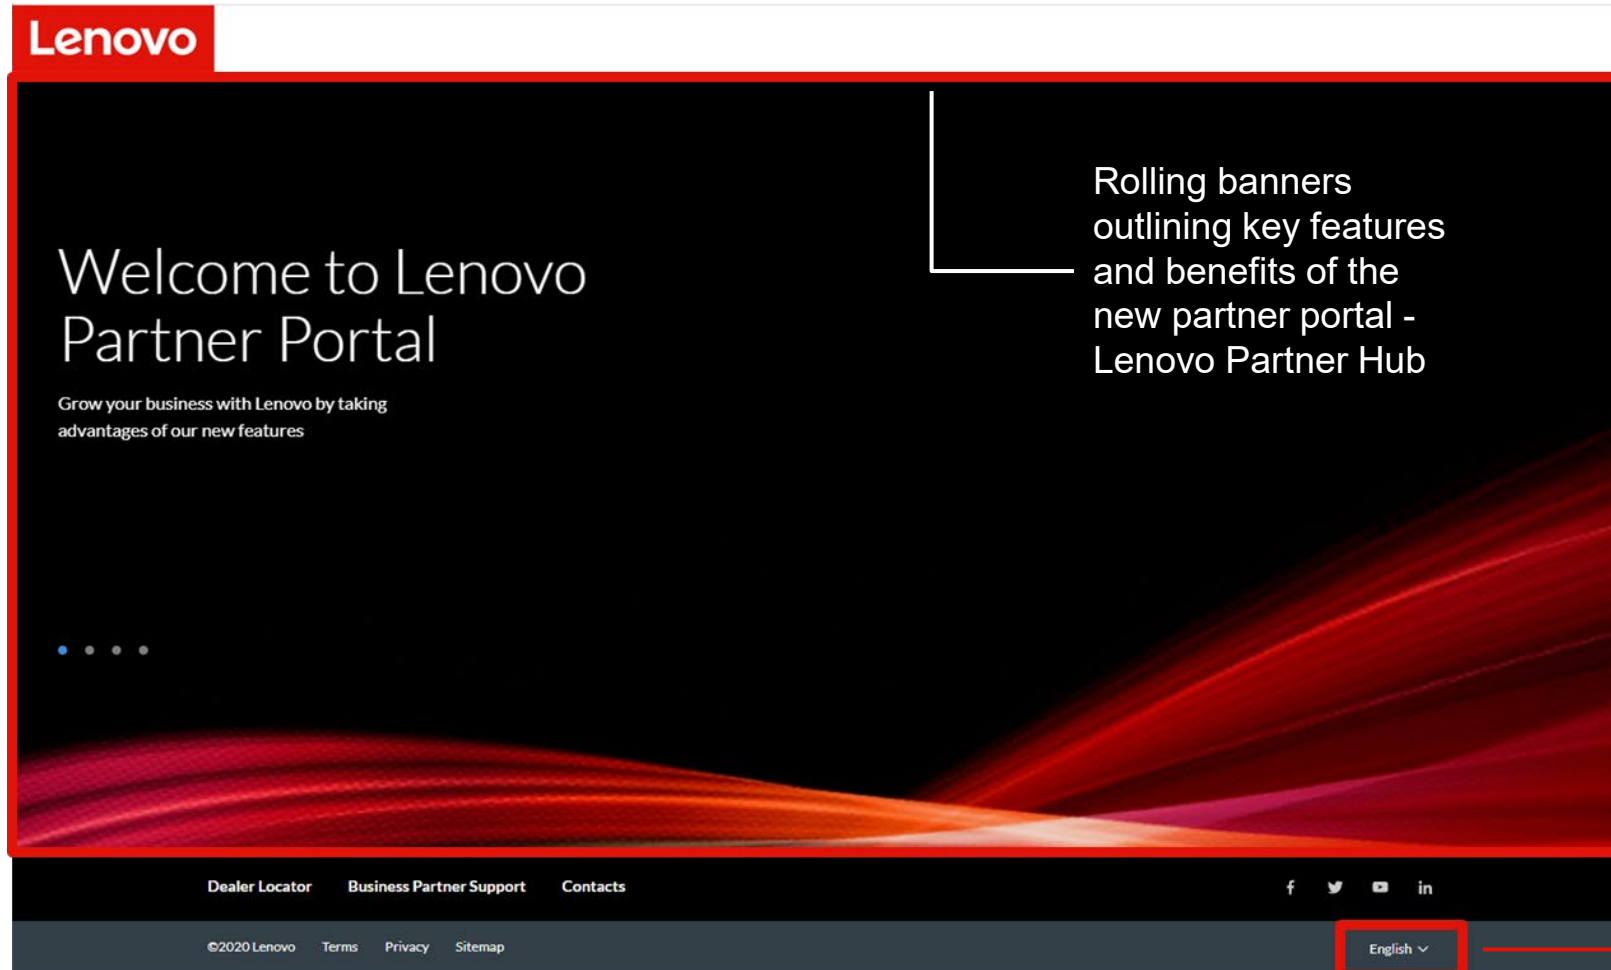 Lenovo
Rolling banners
outlining key features
and benefits of the
new partner portal -
Lenovo Partner Hub
Welcome to Lenovo
Partner Portal
Grow your business with Lenovo by taking
advantages of our new features
Dealer Locator Business Partner Support Contacts
©2020 Lenovo Terms Privacy Sitemap English